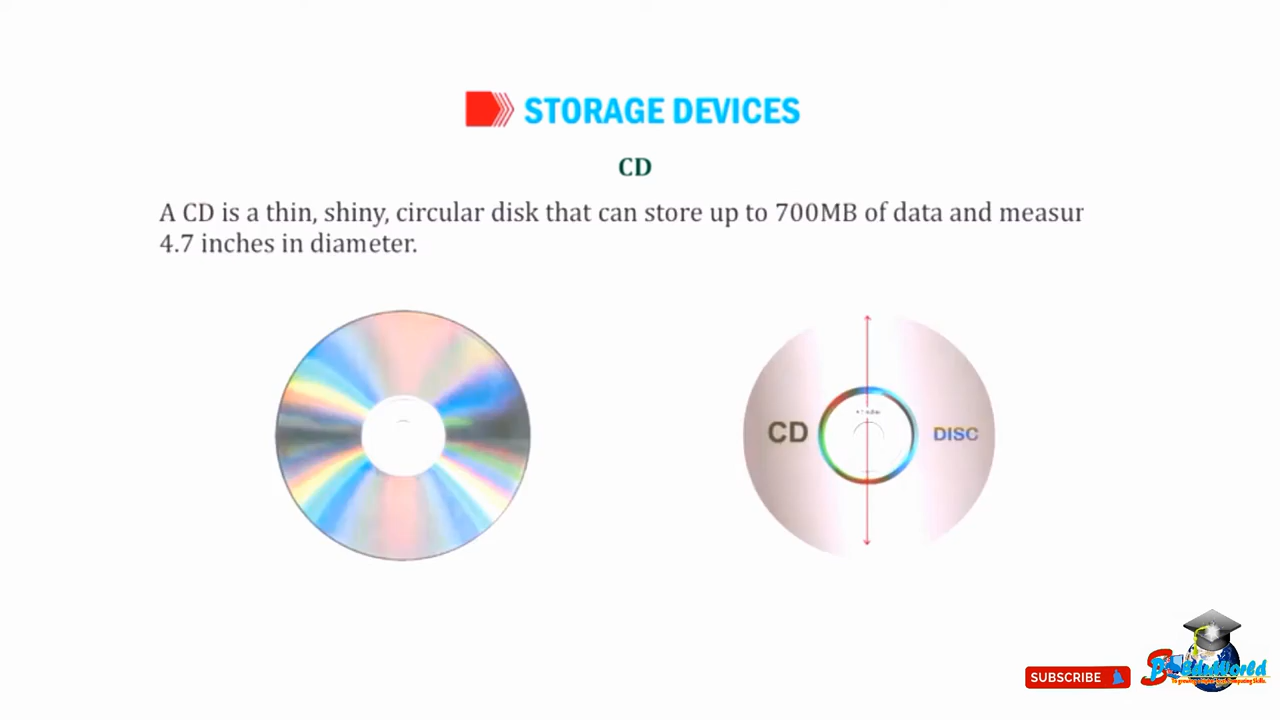 STORAGE DEVICES
CD
A CD is a thin, shiny, circular disk that can store up to 700MB of data and measur
4.7 inches in diameter.
CD
DISC
SUBSCRIBE
EduWorld